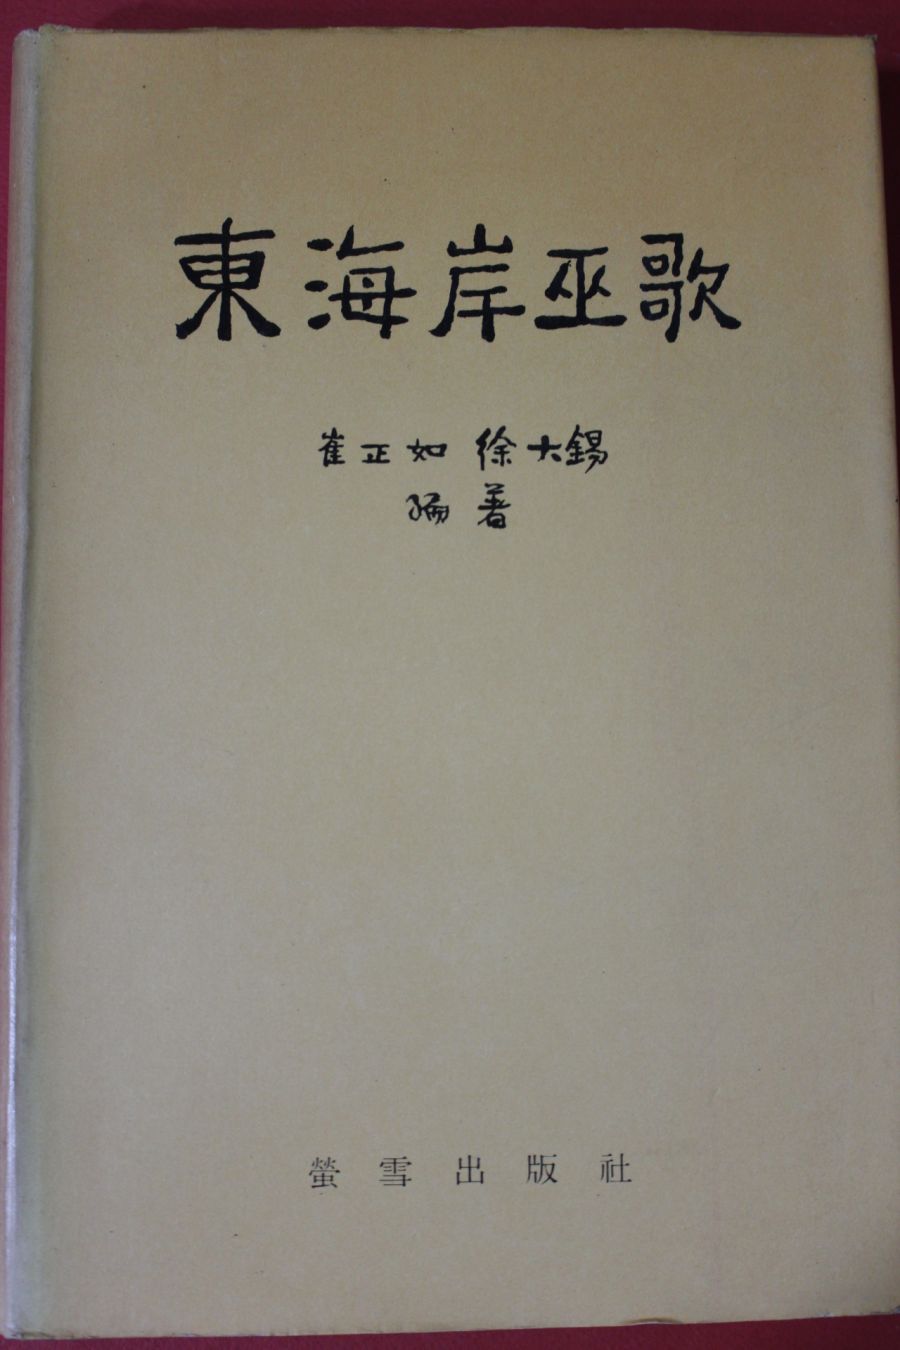 東海岸巫歌
崔正如 徐大錫
編著
螢雪出版社